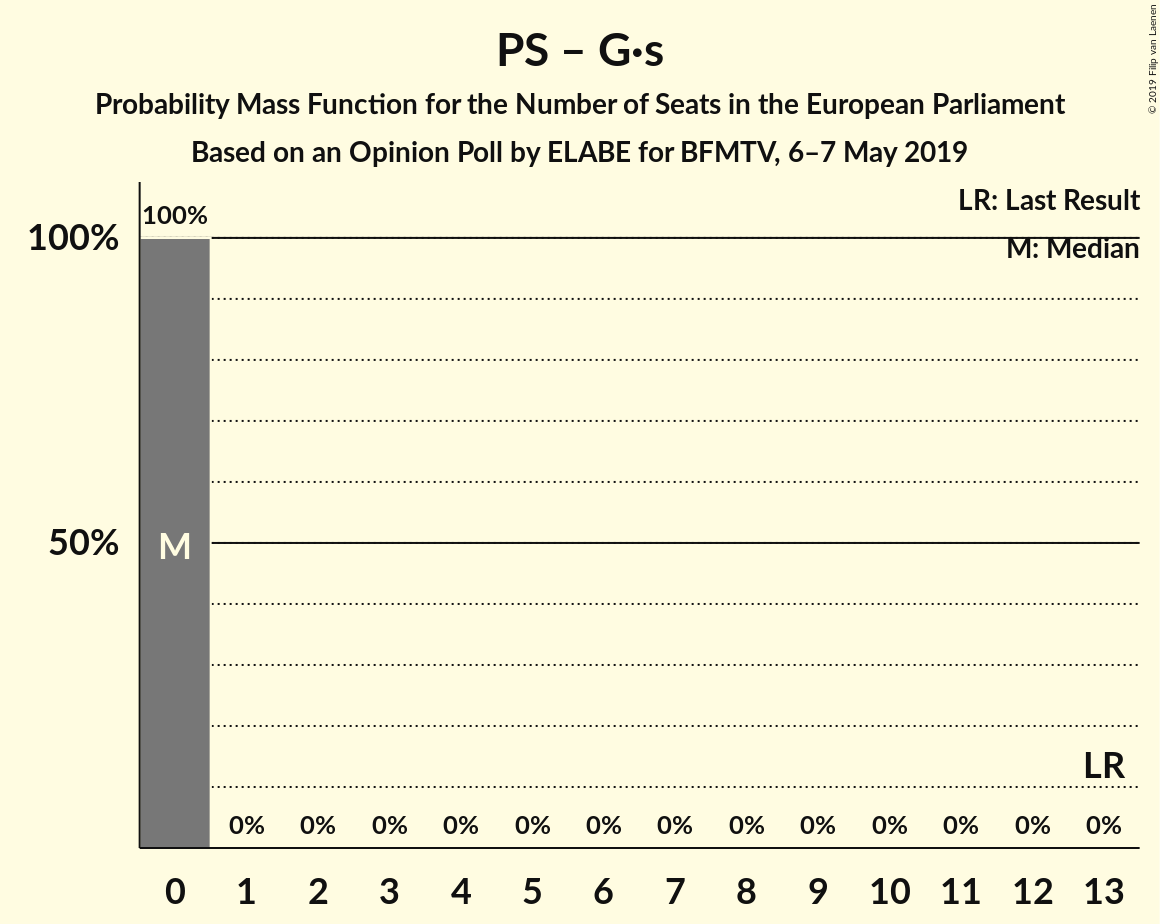 PS – G·s
Probability Mass Function for the Number of Seats in the European Parliament
Based on an Opinion Poll by ELABE for BFMTV, 6–7 May 2019
© 2019 Filip van Laenen
LR: Last Result
M: Median
100%
100%
50%
M
LR
0% 0% 0% 0% 0% 0% 0% 0% 0% 0% 0% 0% 0%
0 1 2 3 4 5 6 7 8 9 10 11 12 13